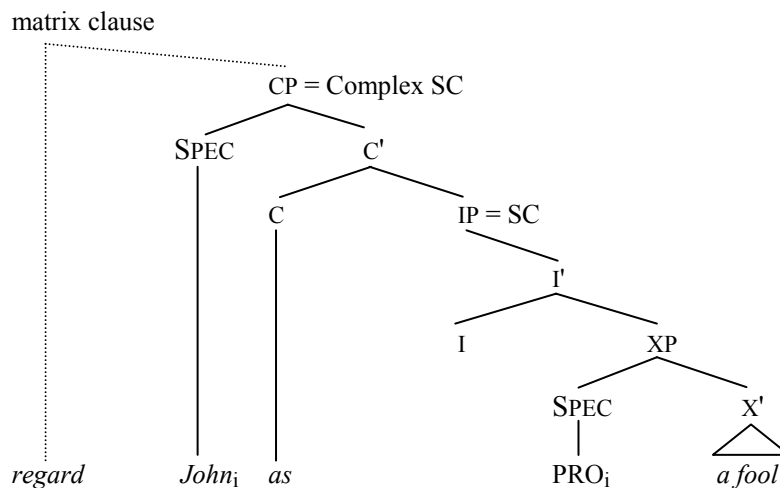 matrix clause
CP = Complex SC
SPEC C'
C IP = SC
I'
I XP
SPEC X'
regard Johni as PROi a fool